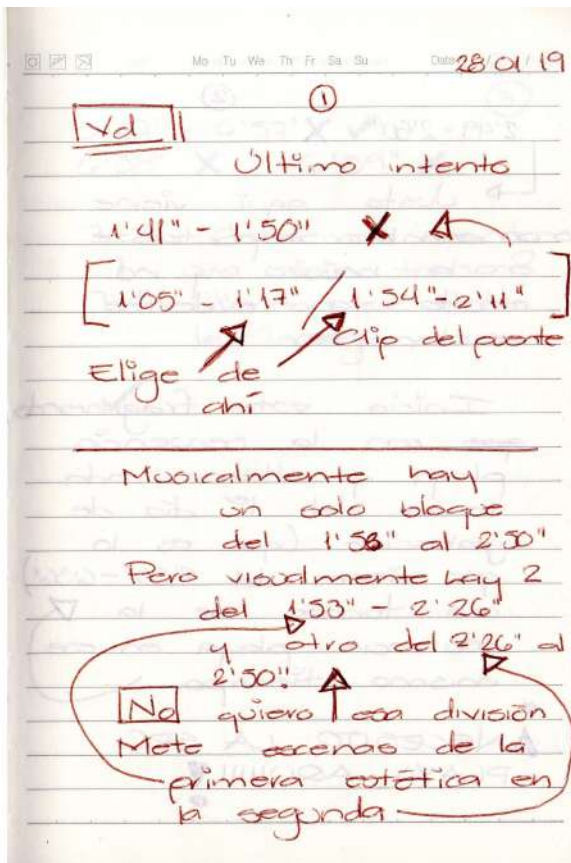 Mo Tu We Th Fr Sa Su Date 28/01/19
①
Vd
Último intento
1'41" - 1'50" X
[1'05" - 1'17" / 1'54" - 2'11"]
Clip del puente
Elige de
ahí
Musicalmente hay
un solo bloque
del 1'53" al 2'50"
Pero visualmente hay 2
del 1'53" - 2'26"
y otro del 2'26" al
2'50"!
No quiero esa división
Mete escenas de la
primera estética en
la segunda